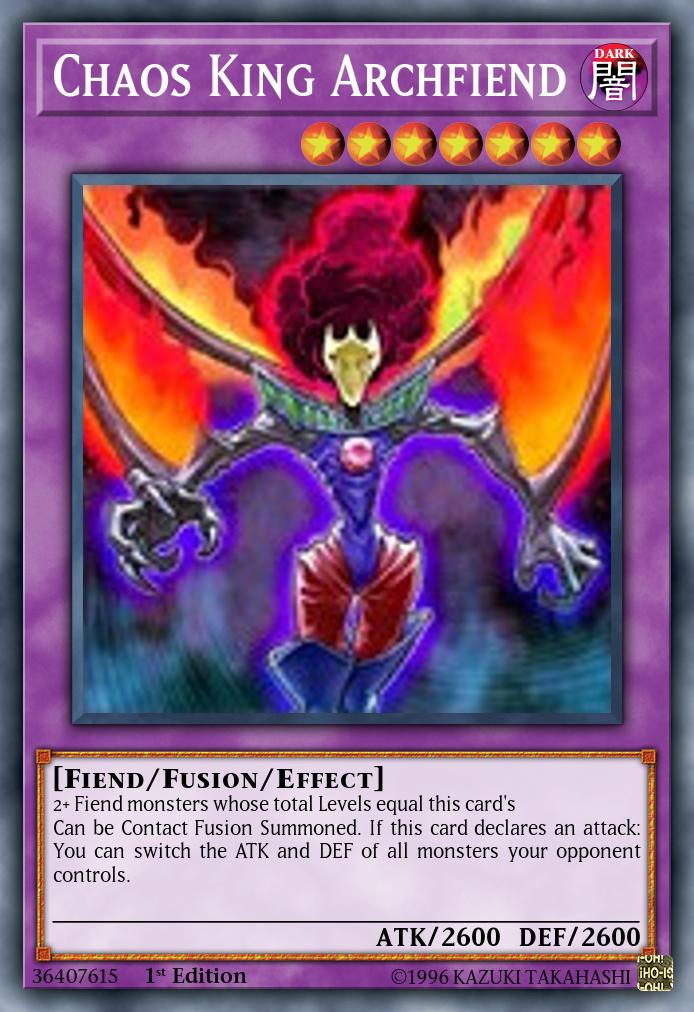 CHAOS KING ARCHFIEND
DARK
闇
[FIEND/FUSION/EFFECT]
2+ Fiend monsters whose total Levels equal this card's
Can be Contact Fusion Summoned. If this card declares an attack:
You can switch the ATK and DEF of all monsters your opponent
controls.
ATK/2600 DEF/2600
36407615 1st Edition ©1996 KAZUKI TAKAHASHI